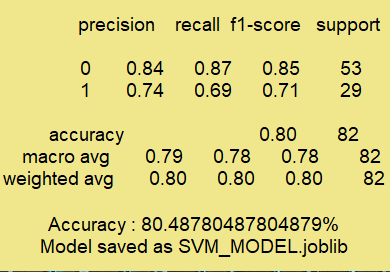 precision recall f1-score support
0 0.84 0.87 0.85 53
1 0.74 0.69 0.71 29
accuracy 0.80 82
macro avg 0.79 0.78 0.78 82
weighted avg 0.80 0.80 0.80 82
Accuracy : 80.48780487804879%
Model saved as SVM_MODEL.joblib